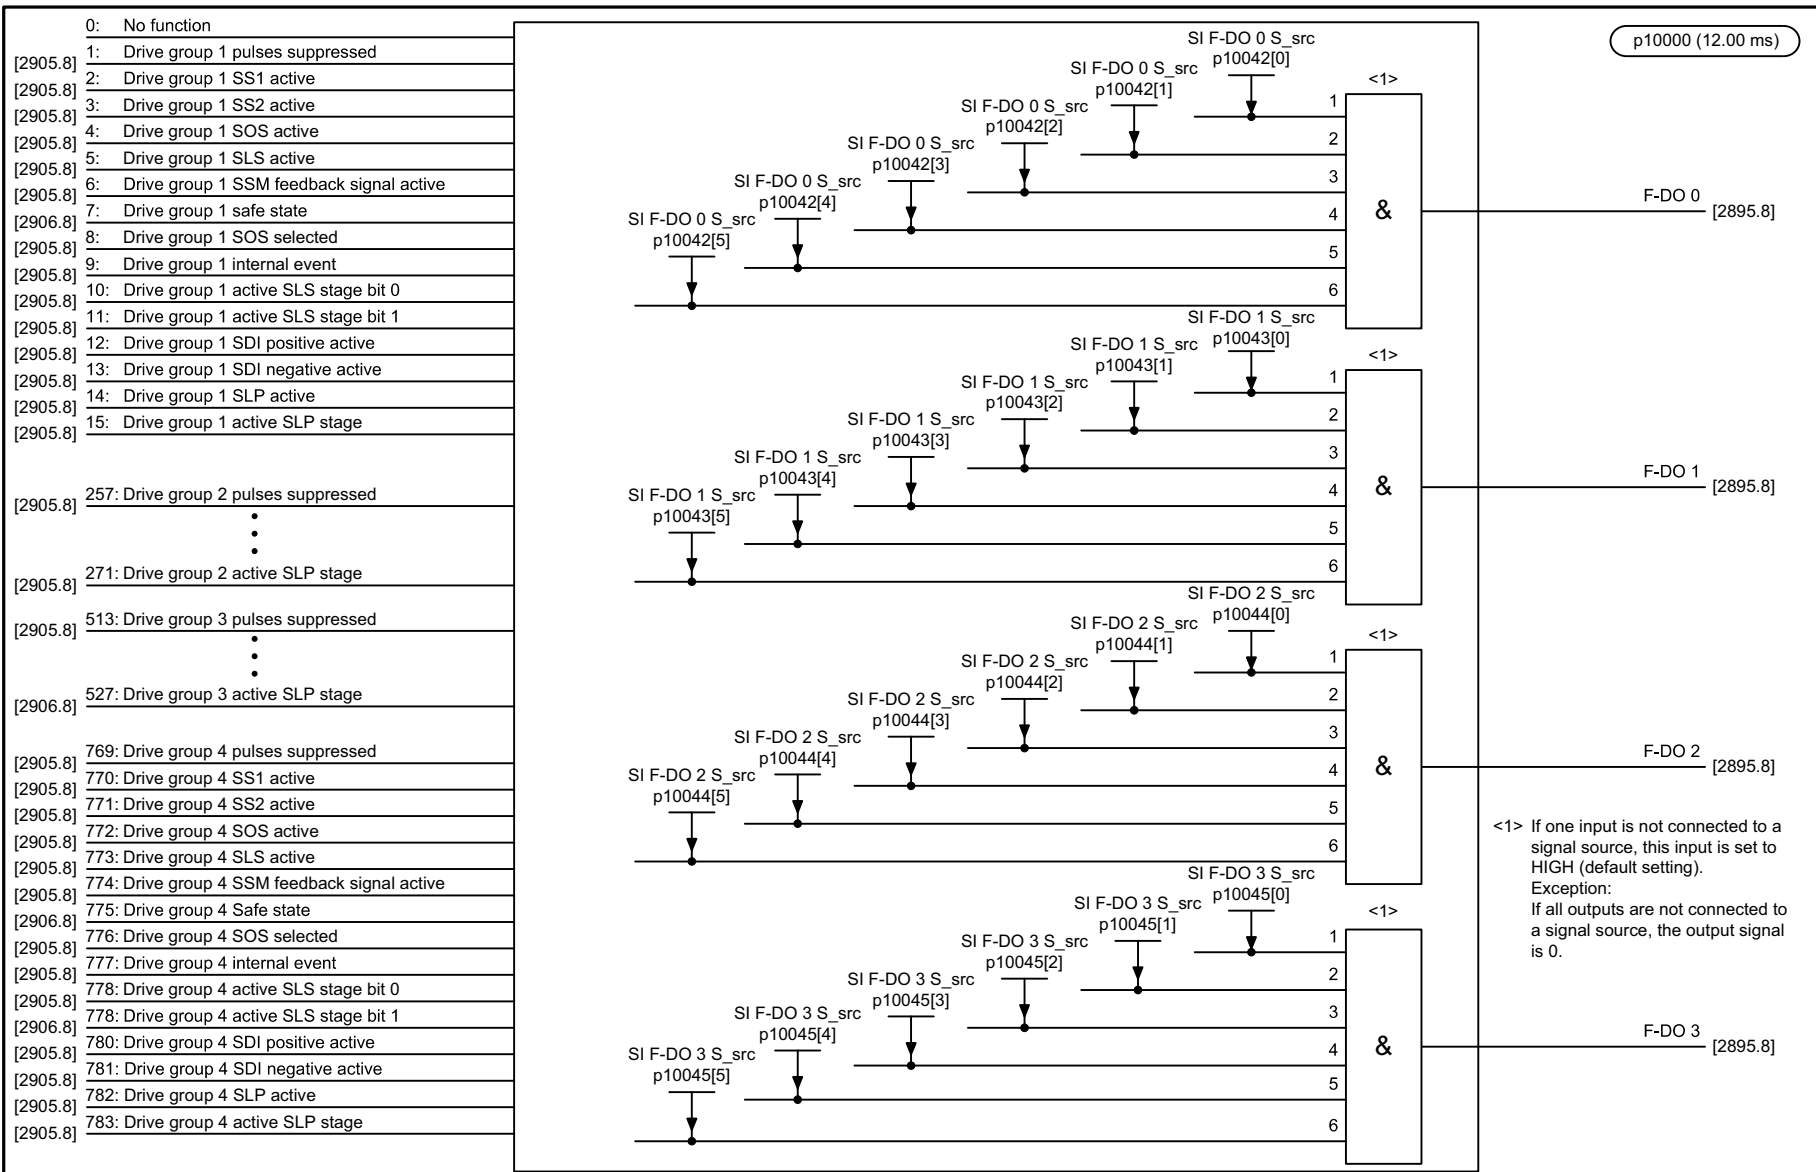 0: No function
[2905.8] 1: Drive group 1 pulses suppressed
[2905.8] 2: Drive group 1 SS1 active
[2905.8] 3: Drive group 1 SS2 active
[2905.8] 4: Drive group 1 SOS active
[2905.8] 5: Drive group 1 SLS active
[2905.8] 6: Drive group 1 SSM feedback signal active
[2906.8] 7: Drive group 1 safe state
[2905.8] 8: Drive group 1 SOS selected
[2905.8] 9: Drive group 1 internal event
[2905.8] 10: Drive group 1 active SLS stage bit 0
[2905.8] 11: Drive group 1 active SLS stage bit 1
[2905.8] 12: Drive group 1 SDI positive active
[2905.8] 13: Drive group 1 SDI negative active
[2905.8] 14: Drive group 1 SLP active
[2905.8] 15: Drive group 1 active SLP stage
[2905.8] 257: Drive group 2 pulses suppressed
[2905.8] 271: Drive group 2 active SLP stage
[2905.8] 513: Drive group 3 pulses suppressed
[2906.8] 527: Drive group 3 active SLP stage
[2905.8] 769: Drive group 4 pulses suppressed
[2905.8] 770: Drive group 4 SS1 active
[2905.8] 771: Drive group 4 SS2 active
[2905.8] 772: Drive group 4 SOS active
[2905.8] 773: Drive group 4 SLS active
[2905.8] 774: Drive group 4 SSM feedback signal active
[2906.8] 775: Drive group 4 Safe state
[2905.8] 776: Drive group 4 SOS selected
[2905.8] 777: Drive group 4 internal event
[2905.8] 778: Drive group 4 active SLS stage bit 0
[2906.8] 778: Drive group 4 active SLS stage bit 1
[2905.8] 780: Drive group 4 SDI positive active
[2905.8] 781: Drive group 4 SDI negative active
[2905.8] 782: Drive group 4 SLP active
[2905.8] 783: Drive group 4 active SLP stage
p10000 (12.00 ms)
SI F-DO 0 S_src
p10042[0]
SI F-DO 0 S_src
p10042[1]
SI F-DO 0 S_src
p10042[2]
SI F-DO 0 S_src
p10042[3]
SI F-DO 0 S_src
p10042[4]
SI F-DO 0 S_src
p10042[5]
<1>
1
2
3
4
5
6
&
F-DO 0 [2895.8]
SI F-DO 1 S_src
p10043[0]
SI F-DO 1 S_src
p10043[1]
SI F-DO 1 S_src
p10043[2]
SI F-DO 1 S_src
p10043[3]
SI F-DO 1 S_src
p10043[4]
SI F-DO 1 S_src
p10043[5]
<1>
1
2
3
4
5
6
&
F-DO 1 [2895.8]
SI F-DO 2 S_src
p10044[0]
SI F-DO 2 S_src
p10044[1]
SI F-DO 2 S_src
p10044[2]
SI F-DO 2 S_src
p10044[3]
SI F-DO 2 S_src
p10044[4]
SI F-DO 2 S_src
p10044[5]
<1>
1
2
3
4
5
6
&
F-DO 2 [2895.8]
<1> If one input is not connected to a
signal source, this input is set to
HIGH (default setting).
Exception:
If all outputs are not connected to
a signal source, the output signal
is 0.
SI F-DO 3 S_src
p10045[0]
SI F-DO 3 S_src
p10045[1]
SI F-DO 3 S_src
p10045[2]
SI F-DO 3 S_src
p10045[3]
SI F-DO 3 S_src
p10045[4]
SI F-DO 3 S_src
p10045[5]
<1>
1
2
3
4
5
6
&
F-DO 3 [2895.8]